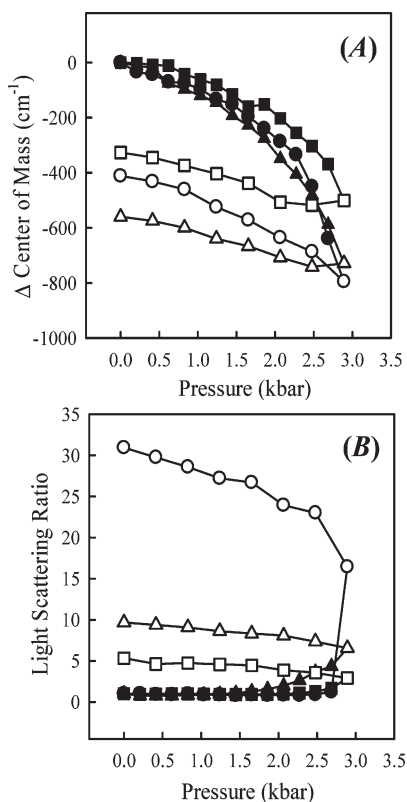 (A)
0
-200
-400
-600
-800
-1000
Δ Center of Mass (cm-1)
0.0 0.5 1.0 1.5 2.0 2.5 3.0 3.5
Pressure (kbar)
(B)
35
30
25
20
15
10
5
0
Light Scattering Ratio
0.0 0.5 1.0 1.5 2.0 2.5 3.0 3.5
Pressure (kbar)